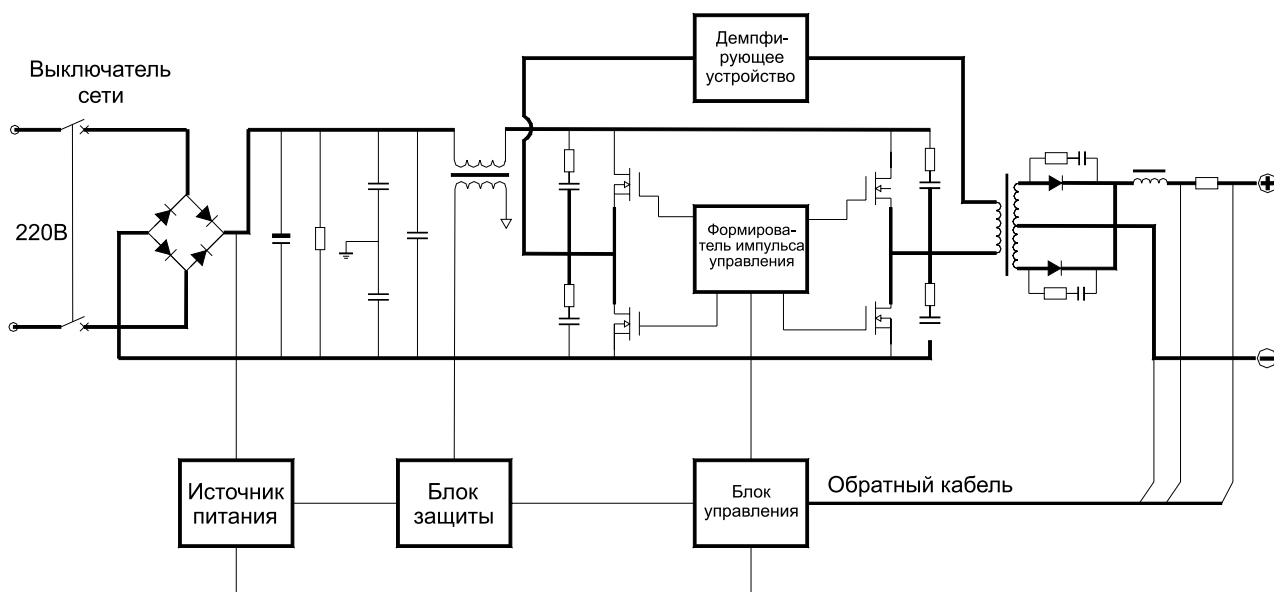 Демпфи-
рующее
устройство
Выключатель
сети
220В
Формирова-
тель импульса
управления
Источник
питания
Блок
защиты
Блок
управления
Обратный кабель